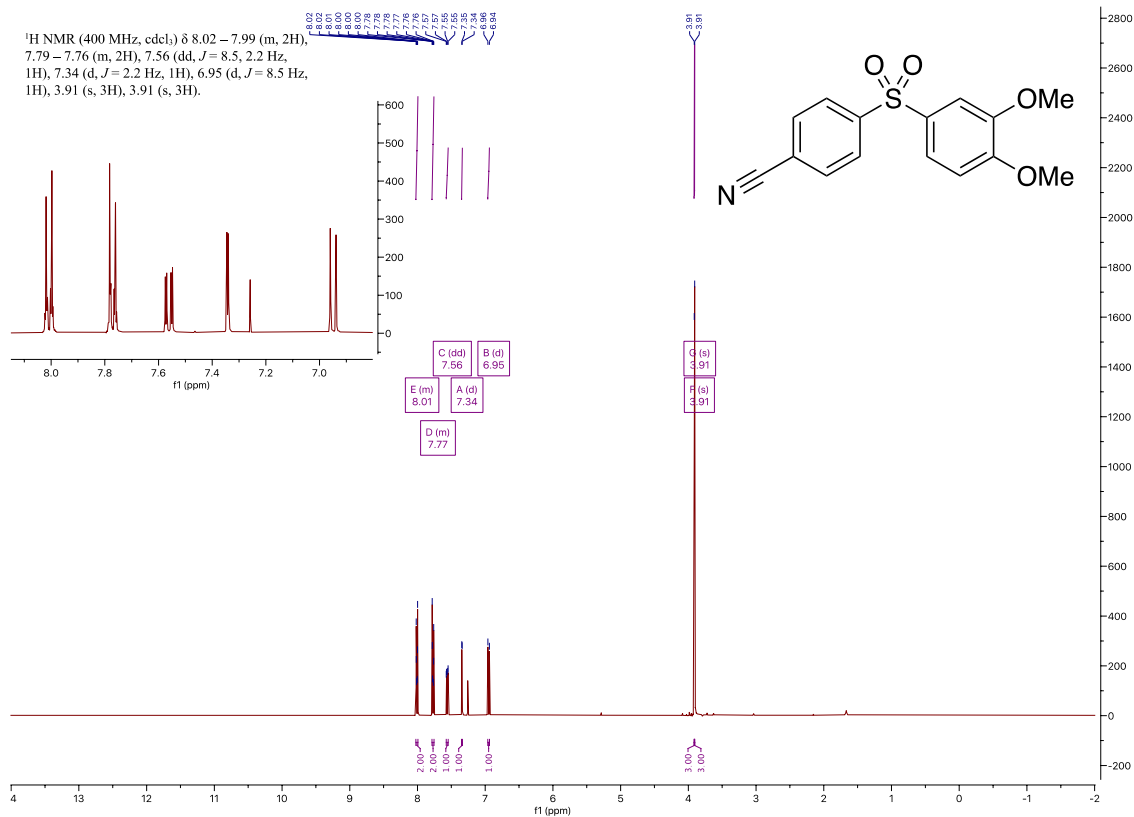 8.02
8.02
8.01
8.00
8.00
8.00
7.78
7.78
7.78
7.77
7.76
7.76
7.57
7.57
7.55
7.55
7.35
7.34
6.96
6.94
3.91
3.91
¹H NMR (400 MHz, cdcl₃) δ 8.02 – 7.99 (m, 2H),
7.79 – 7.76 (m, 2H), 7.56 (dd, J = 8.5, 2.2 Hz,
1H), 7.34 (d, J = 2.2 Hz, 1H), 6.95 (d, J = 8.5 Hz,
1H), 3.91 (s, 3H), 3.91 (s, 3H).
600
500
400
300
200
100
0
8.0 7.8 7.6 7.4 7.2 7.0
f1 (ppm)
O O
S
OMe
OMe
N
C (dd)
7.56
B (d)
6.95
G (s)
3.91
E (m)
8.01
A (d)
7.34
F (s)
3.91
D (m)
7.77
2800
2600
2400
2200
2000
1800
1600
1400
1200
1000
800
600
400
200
0
-200
2.00
2.00
1.00
1.00
1.00
3.00
3.00
4 13 12 11 10 9 8 7 6 5 4 3 2 1 0 -1 -2
f1 (ppm)